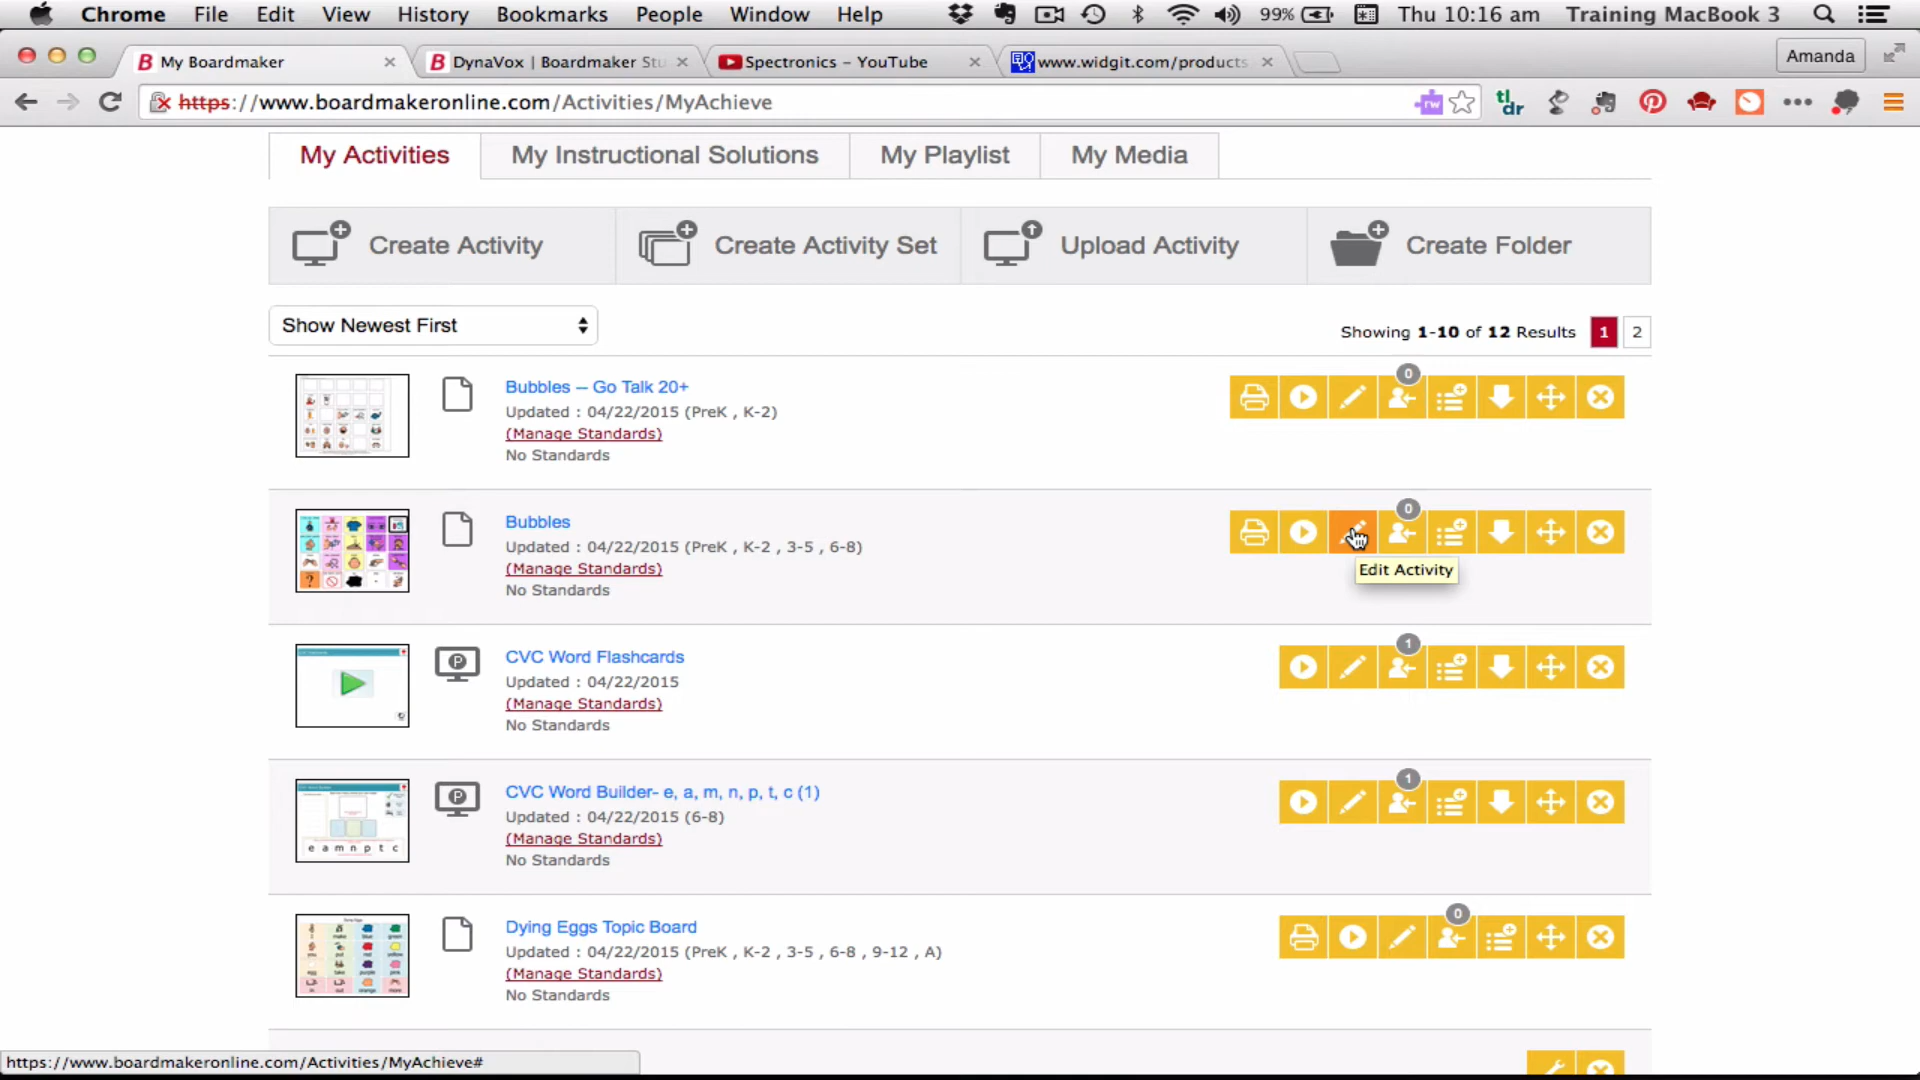 Chrome File Edit View History Bookmarks People Window Help 99% Thu 10:16 am Training MacBook 3
My Boardmaker DynaVox | Boardmaker Stu Spectronics – YouTube www.widgit.com/products Amanda
https://www.boardmakeronline.com/Activities/MyAchieve rw tl;dr
My Activities My Instructional Solutions My Playlist My Media
Create Activity Create Activity Set Upload Activity Create Folder
Show Newest First Showing 1-10 of 12 Results 1 2
Bubbles – Go Talk 20+ 0
Updated : 04/22/2015 (PreK , K-2)
(Manage Standards)
No Standards
Bubbles 0
Updated : 04/22/2015 (PreK , K-2 , 3-5 , 6-8)
(Manage Standards) Edit Activity
No Standards
CVC Word Flashcards 1
P
Updated : 04/22/2015
(Manage Standards)
No Standards
CVC Word Builder- e, a, m, n, p, t, c (1) 1
P
Updated : 04/22/2015 (6-8)
(Manage Standards)
e a m n p t c
No Standards
Dying Eggs Topic Board 0
Updated : 04/22/2015 (PreK , K-2 , 3-5 , 6-8 , 9-12 , A)
(Manage Standards)
No Standards
https://www.boardmakeronline.com/Activities/MyAchieve#